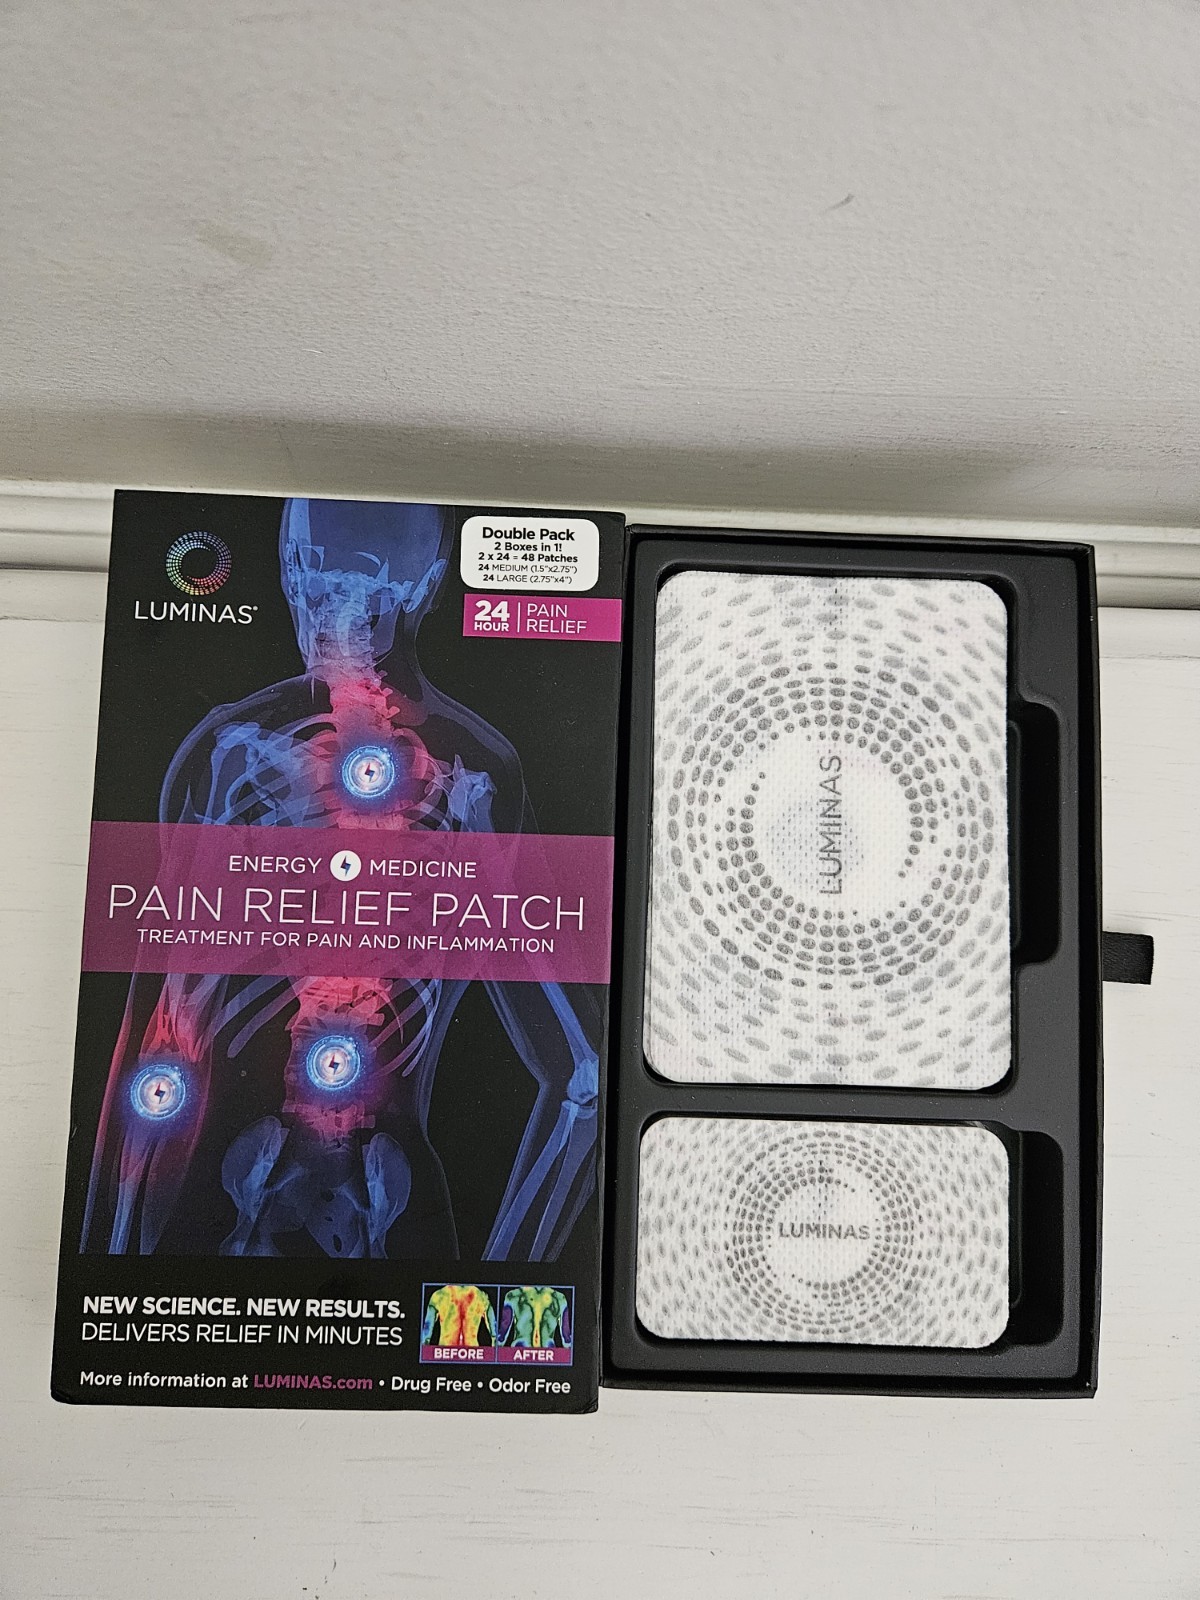 LUMINAS®
Double Pack
2 Boxes in 1!
2 x 24 = 48 Patches
24 MEDIUM (1.5"x2.75")
24 LARGE (2.75"x4")
24 HOUR | PAIN RELIEF
ENERGY MEDICINE
PAIN RELIEF PATCH
TREATMENT FOR PAIN AND INFLAMMATION
NEW SCIENCE. NEW RESULTS.
DELIVERS RELIEF IN MINUTES
BEFORE AFTER
More information at LUMINAS.com • Drug Free • Odor Free
LUMINAS
LUMINAS